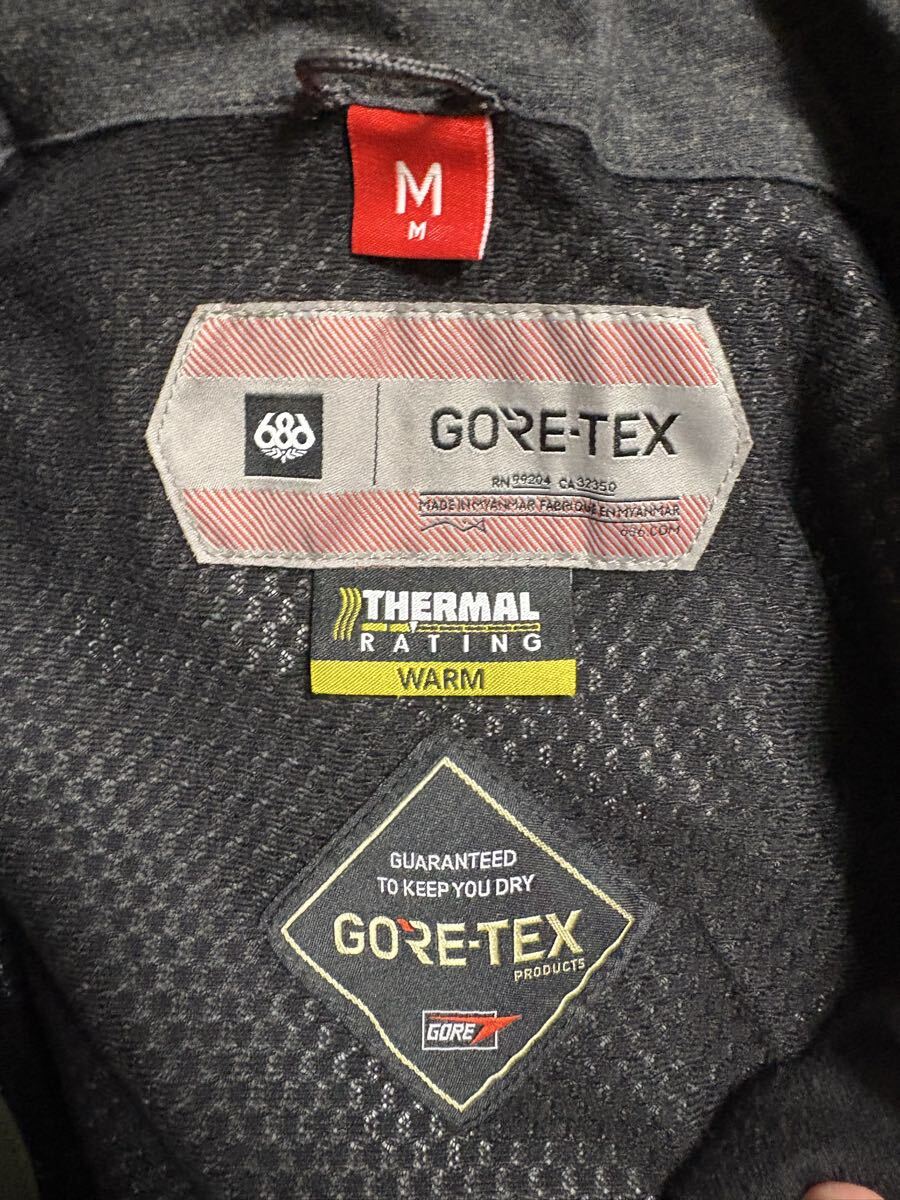 M
M
686
GORE-TEX
RN 99204 CA 32350
MADE IN MYANMAR FABRIQUE EN MYANMAR
686.COM
THERMAL
RATING
WARM
GUARANTEED
TO KEEP YOU DRY
GORE-TEX
PRODUCTS
GORE